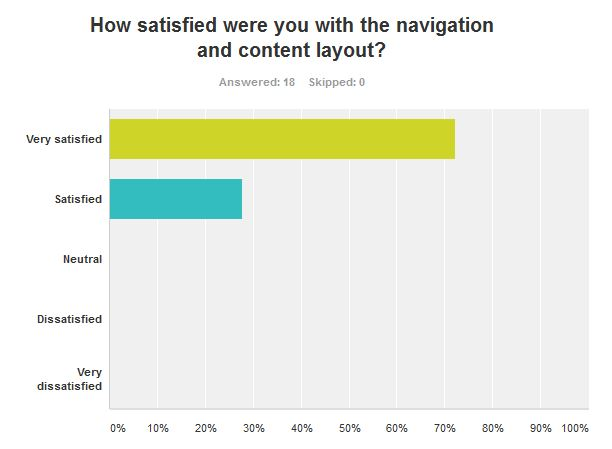 How satisfied were you with the navigation
and content layout?
Answered: 18 Skipped: 0
Very satisfied
Satisfied
Neutral
Dissatisfied
Very
dissatisfied
0% 10% 20% 30% 40% 50% 60% 70% 80% 90% 100%